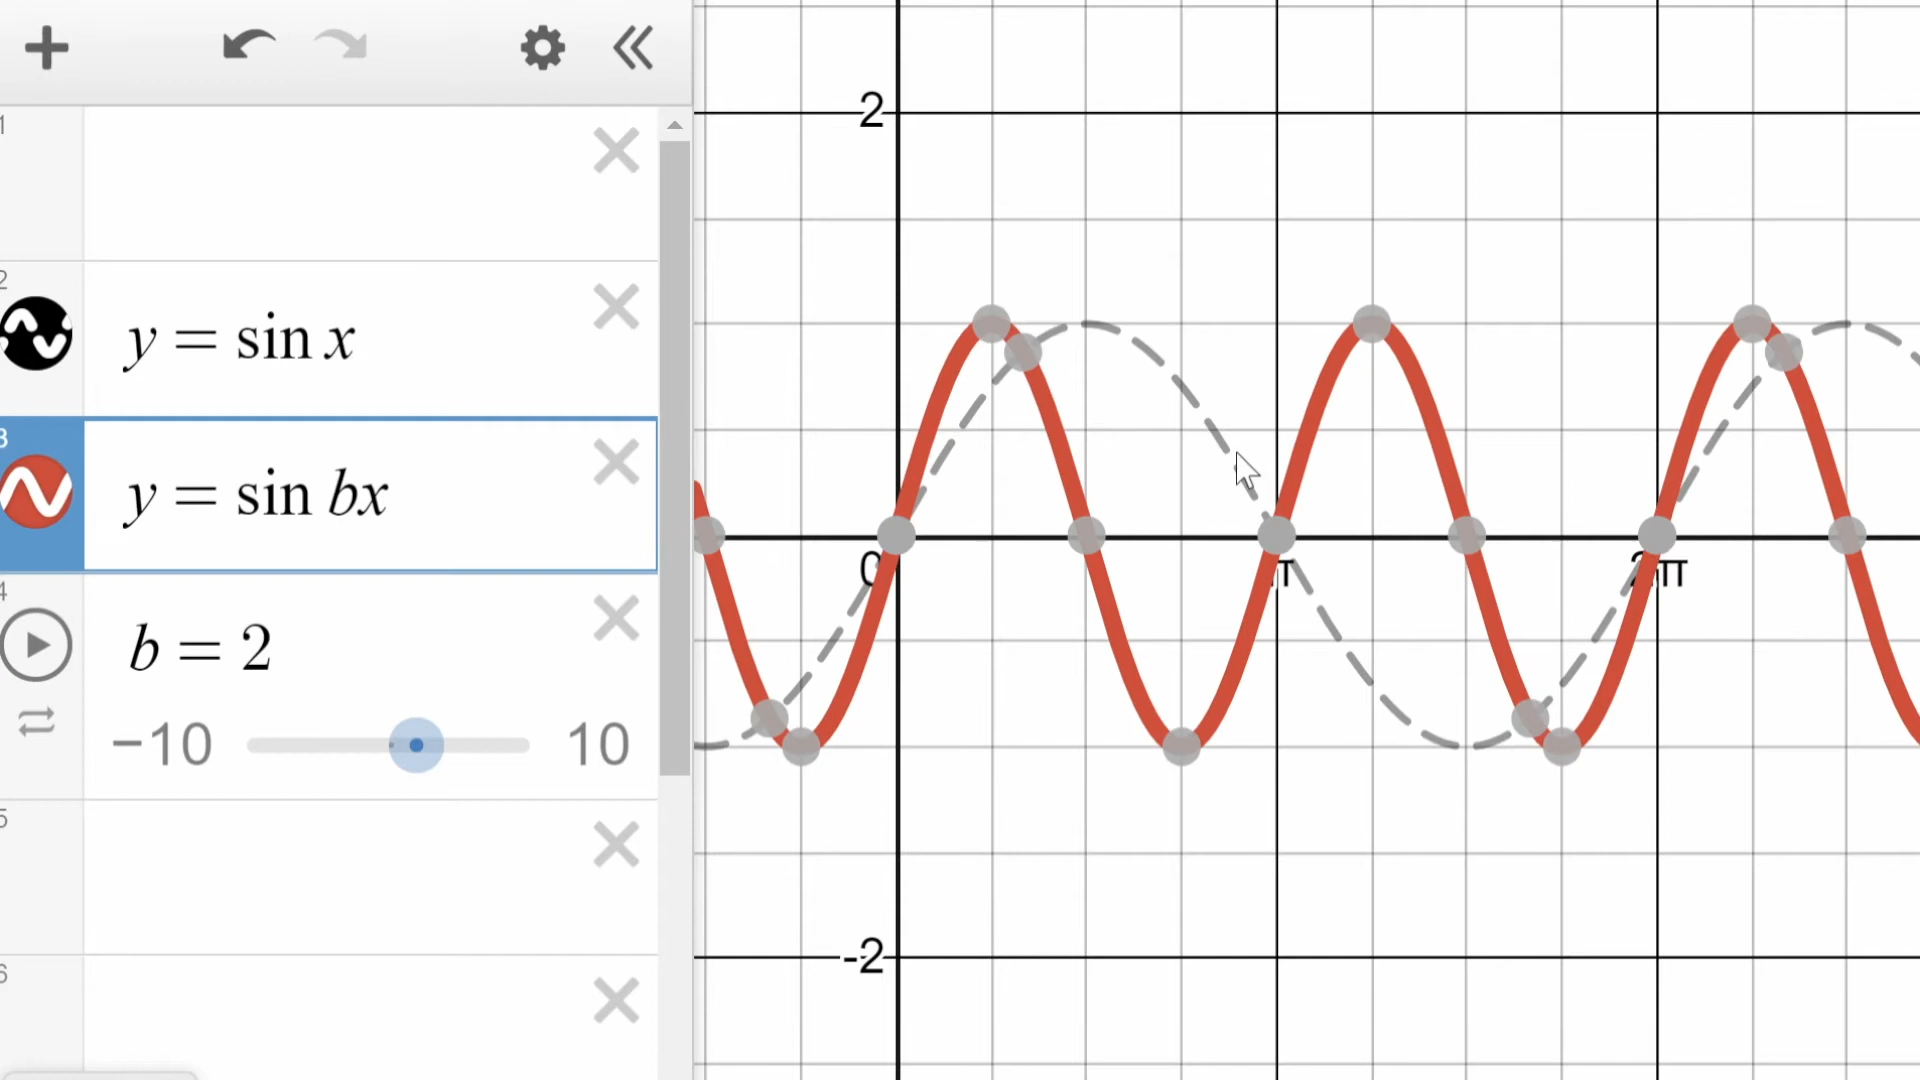 1
2
y = sin x
3
y = sin bx
4
b = 2
−10 10
5
6
2
0 π 2π
-2